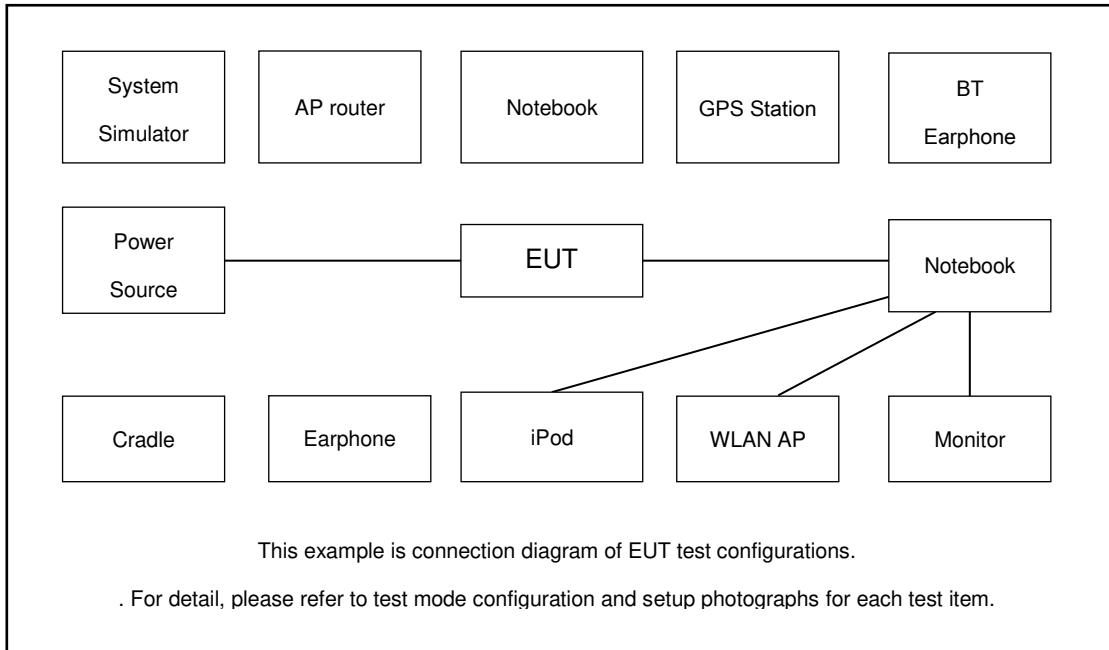 System
Simulator
AP router
Notebook
GPS Station
BT
Earphone
Power
Source
EUT
Notebook
Cradle
Earphone
iPod
WLAN AP
Monitor
This example is connection diagram of EUT test configurations.
. For detail, please refer to test mode configuration and setup photographs for each test item.